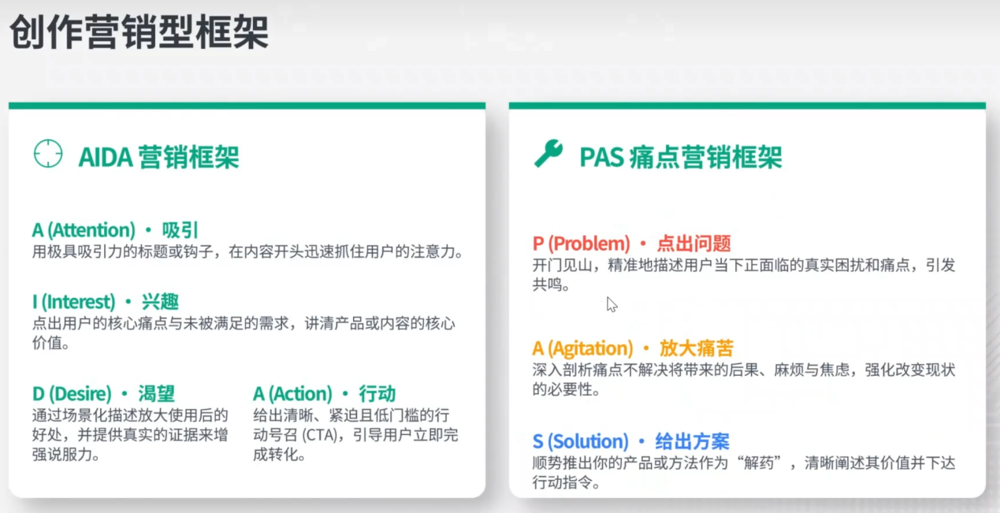 创作营销型框架
AIDA 营销框架
A (Attention) • 吸引
用极具吸引力的标题或钩子，在内容开头迅速抓住用户的注意力。
I (Interest) • 兴趣
点出用户的核心痛点与未被满足的需求，讲清产品或内容的核心
价值。
D (Desire) • 渴望
通过场景化描述放大使用后的
好处，并提供真实的证据来增
强说服力。
A (Action) • 行动
给出清晰、紧迫且低门槛的行
动号召 (CTA)，引导用户立即完
成转化。
PAS 痛点营销框架
P (Problem) • 点出问题
开门见山，精准地描述用户当下正面临的真实困扰和痛点，引发
共鸣。
A (Agitation) • 放大痛苦
深入剖析痛点不解决将带来的后果、麻烦与焦虑，强化改变现状
的必要性。
S (Solution) • 给出方案
顺势推出你的产品或方法作为“解药”，清晰阐述其价值并下达
行动指令。